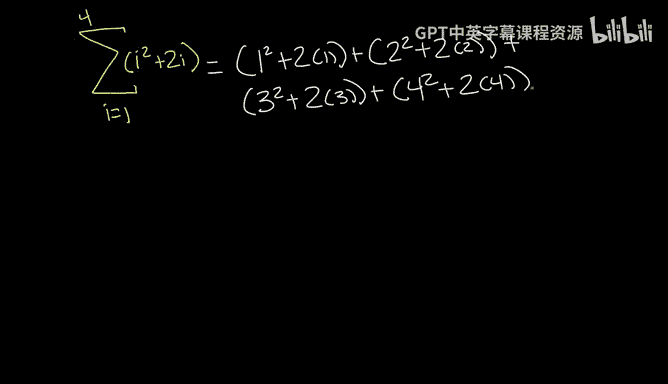 GPT中英字幕课程资源 bilibili
4
∑ (i²+2i) = (1²+2(1)) + (2²+2(2)) +
i=1
(3²+2(3)) + (4²+2(4))